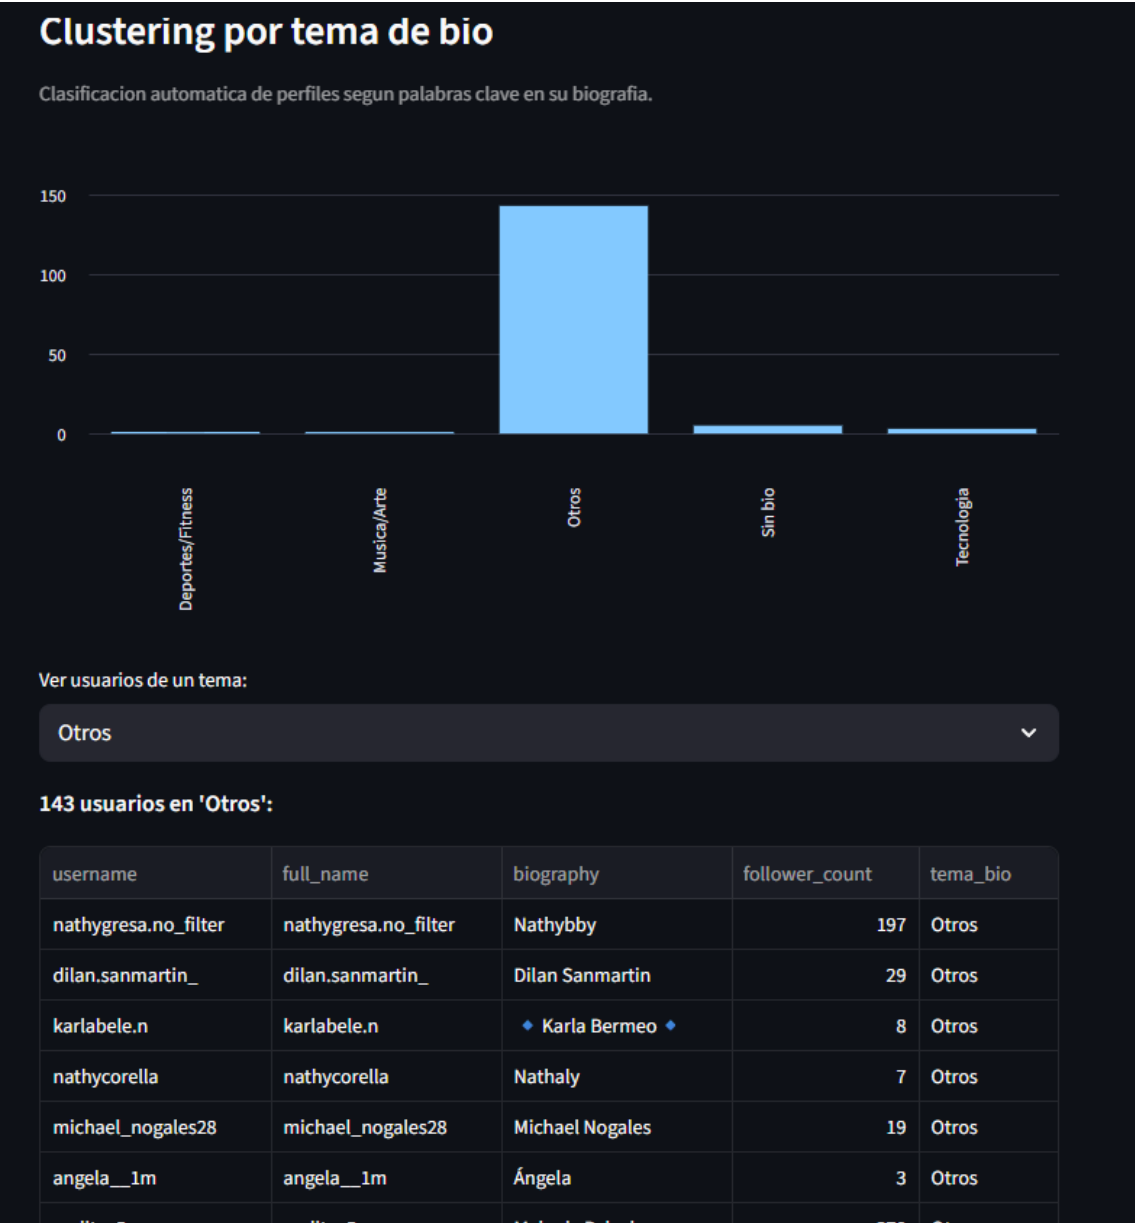 Clustering por tema de bio
Clasificacion automatica de perfiles segun palabras clave en su biografia.
150
100
50
0
Deportes/Fitness
Musica/Arte
Otros
Sin bio
Tecnologia
Ver usuarios de un tema:
Otros
143 usuarios en 'Otros':
username full_name biography follower_count tema_bio
nathygresa.no_filter nathygresa.no_filter Nathybby 197 Otros
dilan.sanmartin_ dilan.sanmartin_ Dilan Sanmartin 29 Otros
karlabele.n karlabele.n 🔹 Karla Bermeo 🔹 8 Otros
nathycorella nathycorella Nathaly 7 Otros
michael_nogales28 michael_nogales28 Michael Nogales 19 Otros
angela__1m angela__1m Ángela 3 Otros